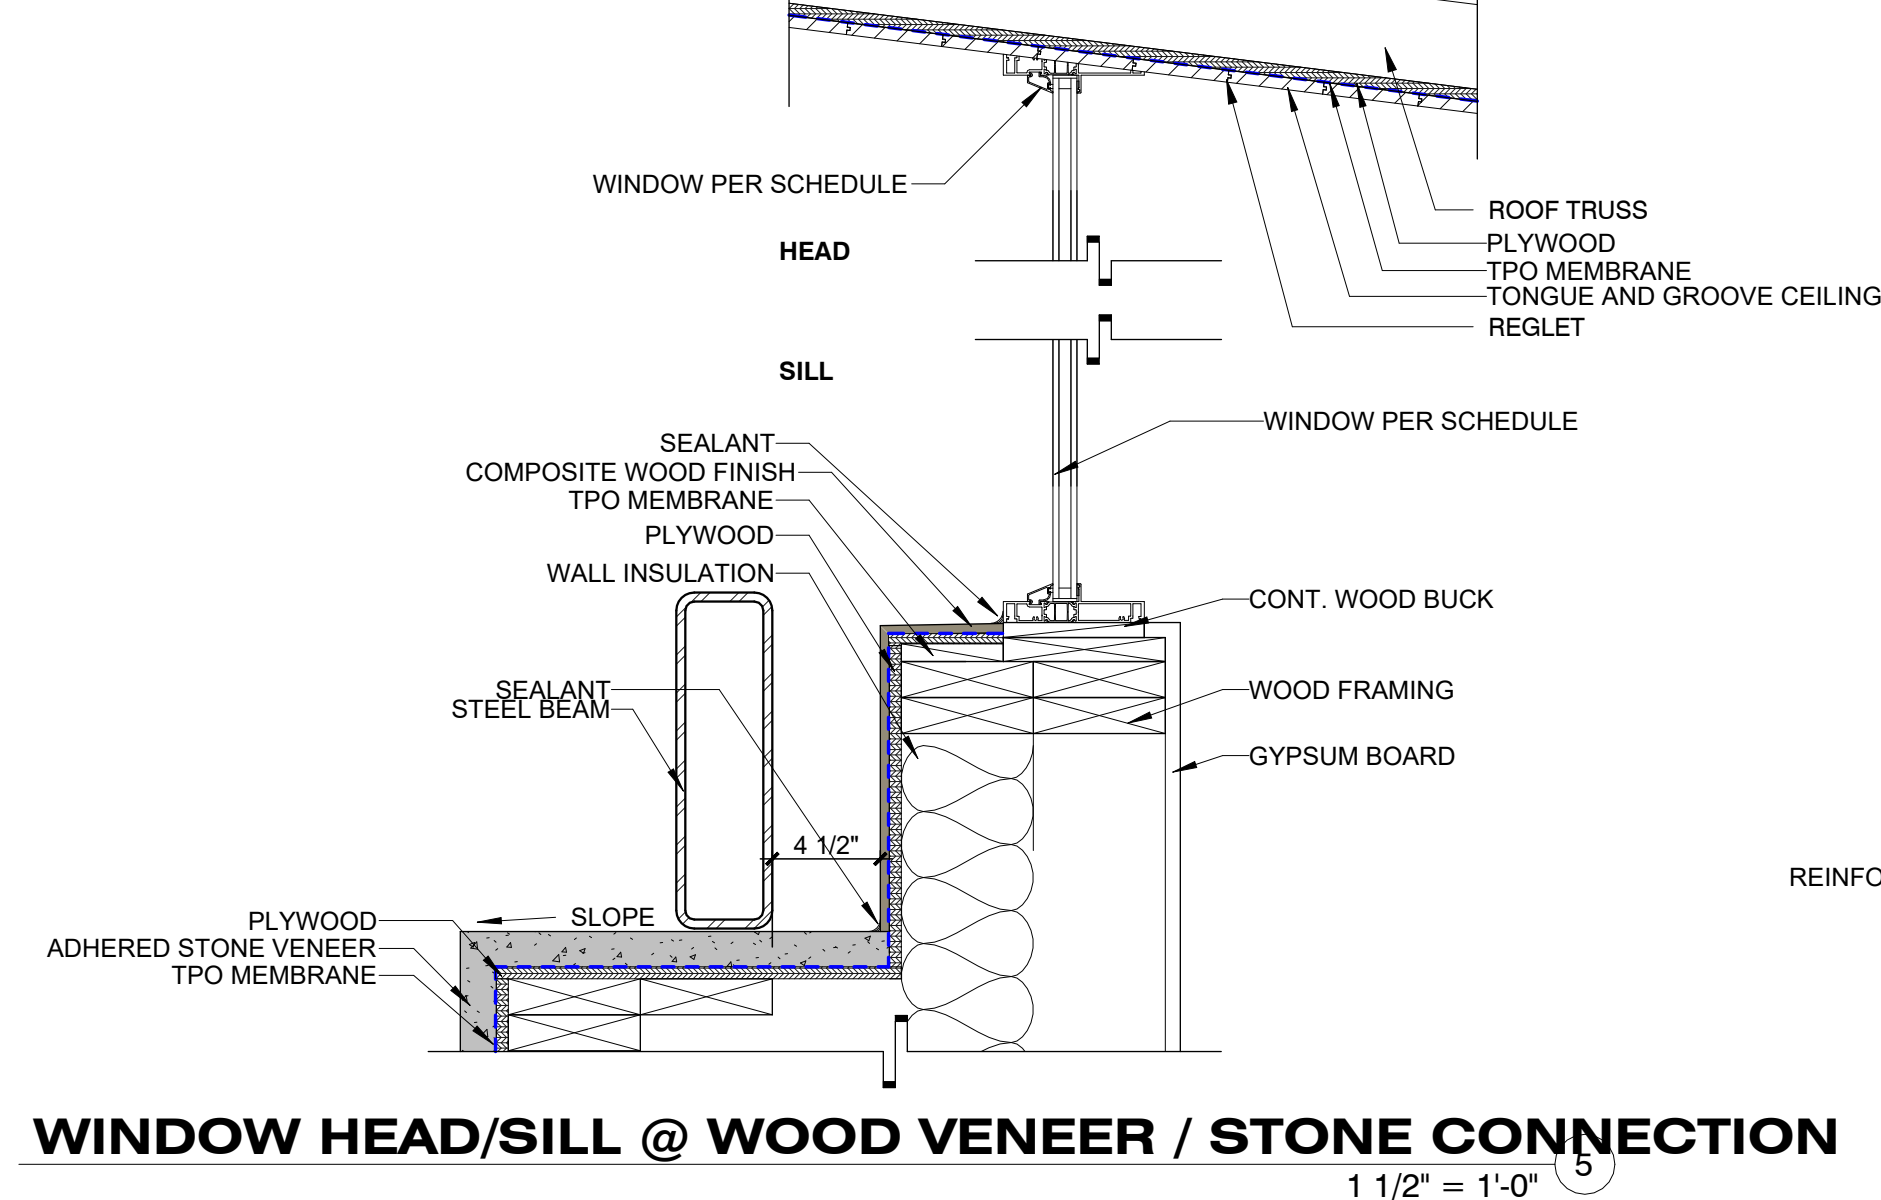 WINDOW PER SCHEDULE
ROOF TRUSS
PLYWOOD
TPO MEMBRANE
TONGUE AND GROOVE CEILING
REGLET
HEAD
SILL
WINDOW PER SCHEDULE
SEALANT
COMPOSITE WOOD FINISH
TPO MEMBRANE
PLYWOOD
WALL INSULATION
CONT. WOOD BUCK
SEALANT
STEEL BEAM
WOOD FRAMING
GYPSUM BOARD
4 1/2"
REINFO
SLOPE
PLYWOOD
ADHERED STONE VENEER
TPO MEMBRANE
WINDOW HEAD/SILL @ WOOD VENEER / STONE CONNECTION
5
1 1/2" = 1'-0"